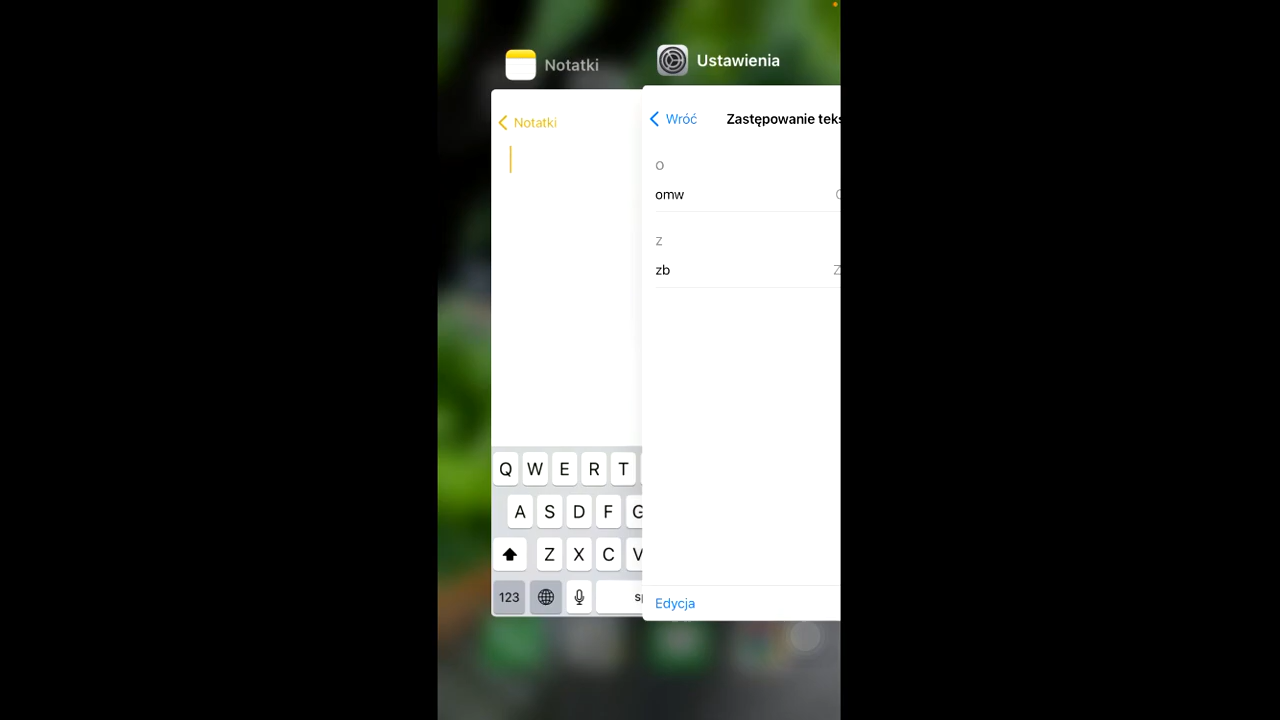 Notatki
Ustawienia
Notatki
Wróć
Zastępowanie teks
O
omw
Z
zb
Z
Q W E R T
A S D F G
Z X C V
123
Edycja